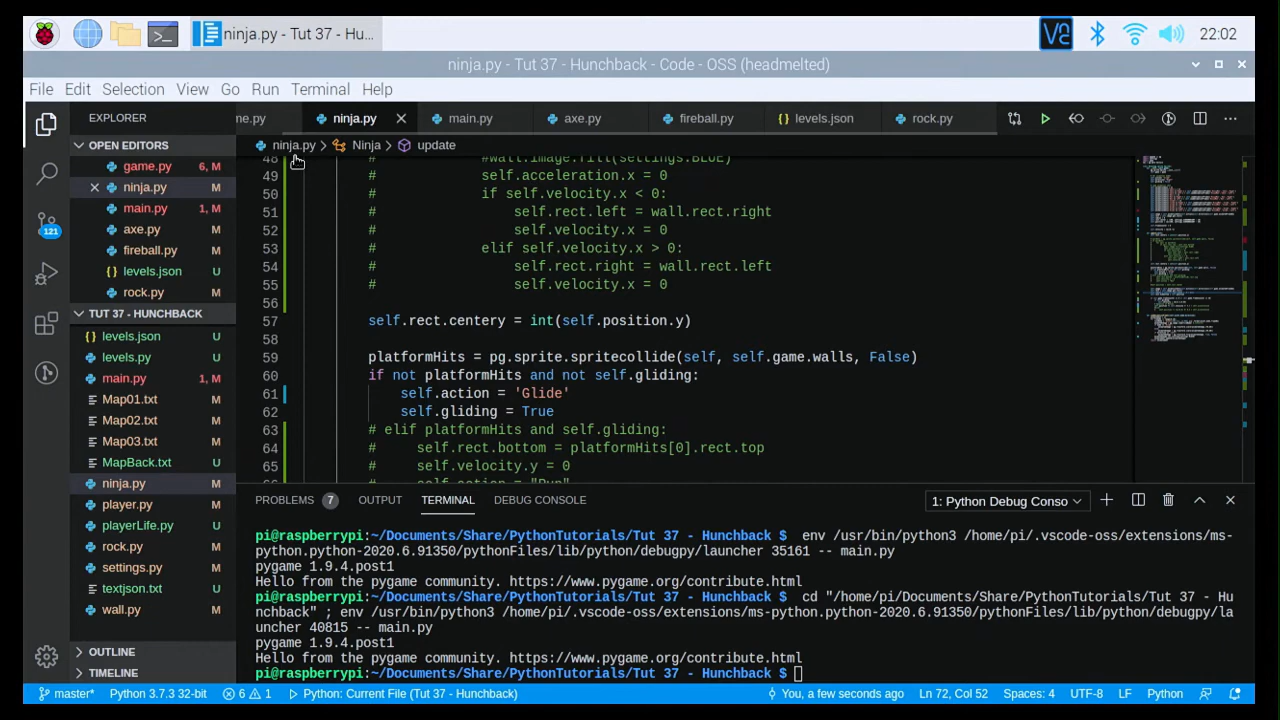 ninja.py - Tut 37 - Hu...
22:02
ninja.py - Tut 37 - Hunchback - Code - OSS (headmelted)
File Edit Selection View Go Run Terminal Help
EXPLORER
me.py ninja.py main.py axe.py fireball.py {} levels.json rock.py
OPEN EDITORS
game.py 6, M
ninja.py M
main.py 1, M
axe.py M
fireball.py M
{} levels.json U
rock.py M
TUT 37 - HUNCHBACK
{} levels.json U
levels.py U
main.py 1, M
Map01.txt M
Map02.txt M
Map03.txt M
MapBack.txt U
ninja.py M
player.py M
playerLife.py U
rock.py M
settings.py M
textjson.txt U
wall.py M
OUTLINE
TIMELINE
121
ninja.py > Ninja > update
48 # #wall.image.fill(settings.BLUE)
49 # self.acceleration.x = 0
50 # if self.velocity.x < 0:
51 # self.rect.left = wall.rect.right
52 # self.velocity.x = 0
53 # elif self.velocity.x > 0:
54 # self.rect.right = wall.rect.left
55 # self.velocity.x = 0
56
57 self.rect.centery = int(self.position.y)
58
59 platformHits = pg.sprite.spritecollide(self, self.game.walls, False)
60 if not platformHits and not self.gliding:
61 self.action = 'Glide'
62 self.gliding = True
63 # elif platformHits and self.gliding:
64 # self.rect.bottom = platformHits[0].rect.top
65 # self.velocity.y = 0
66 # self.action = "Run"
PROBLEMS 7 OUTPUT TERMINAL DEBUG CONSOLE 1: Python Debug Conso
pi@raspberrypi:~/Documents/Share/PythonTutorials/Tut 37 - Hunchback $ env /usr/bin/python3 /home/pi/.vscode-oss/extensions/ms-
python.python-2020.6.91350/pythonFiles/lib/python/debugpy/launcher 35161 -- main.py
pygame 1.9.4.post1
Hello from the pygame community. https://www.pygame.org/contribute.html
pi@raspberrypi:~/Documents/Share/PythonTutorials/Tut 37 - Hunchback $ cd "/home/pi/Documents/Share/PythonTutorials/Tut 37 - Hu
nchback" ; env /usr/bin/python3 /home/pi/.vscode-oss/extensions/ms-python.python-2020.6.91350/pythonFiles/lib/python/debugpy/la
uncher 40815 -- main.py
pygame 1.9.4.post1
Hello from the pygame community. https://www.pygame.org/contribute.html
pi@raspberrypi:~/Documents/Share/PythonTutorials/Tut 37 - Hunchback $
master* Python 3.7.3 32-bit 6 1 Python: Current File (Tut 37 - Hunchback) You, a few seconds ago Ln 72, Col 52 Spaces: 4 UTF-8 LF Python